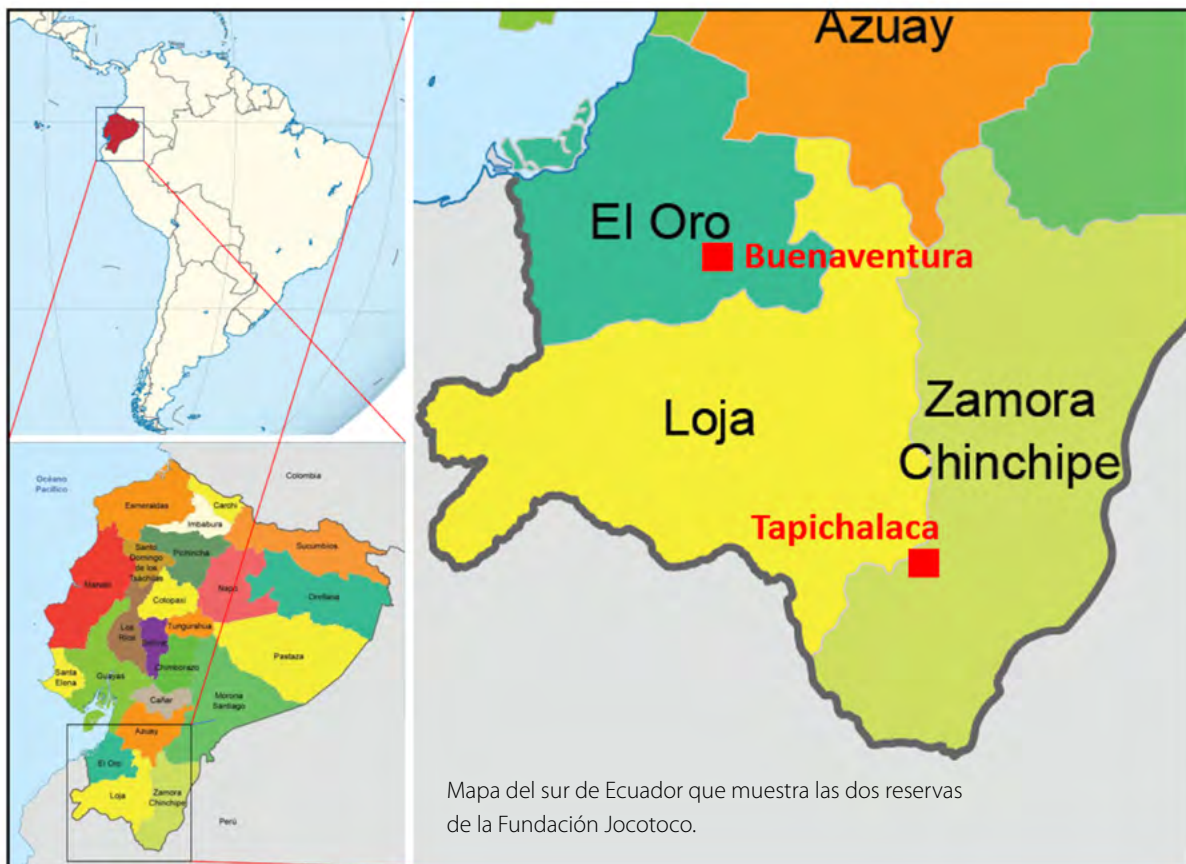 Azuay
El Oro
Buenaventura
Zamora
Loja
Chinchipe
Tapichalaca
Océano
Pacífico
Colombia
Esmeraldas
Carchi
Imbabura
Sucumbíos
Santo
Domingo
de los
Tsáchilas
Pichincha
Manabí
Napo
Orellana
Cotopaxi
Los
Ríos
Bolívar
Tungurahua
Pastaza
Santa
Elena
Guayas
Chimborazo
Morona
Santiago
Cañar
Azuay
El Oro
Loja
Zamora
Chinchipe
Perú
Mapa del sur de Ecuador que muestra las dos reservas
de la Fundación Jocotoco.